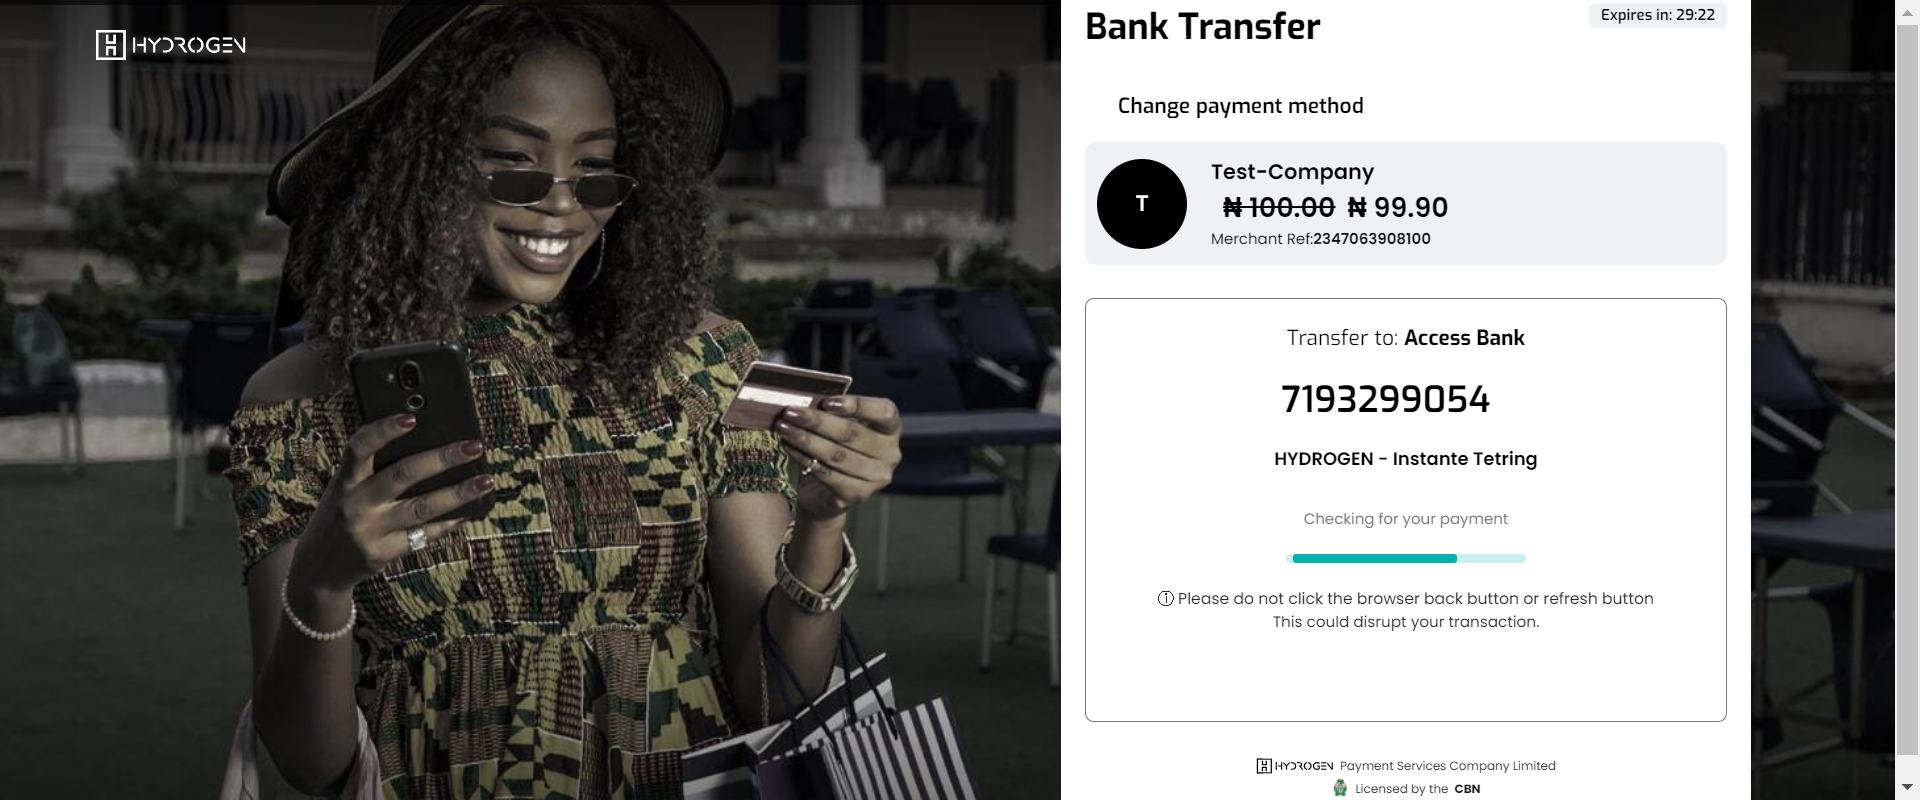 HYDROGEN
Bank Transfer
Expires in: 29:22
Change payment method
T
Test-Company
₦ 100.00 ₦ 99.90
Merchant Ref:2347063908100
Transfer to: Access Bank
7193299054
HYDROGEN - Instante Tetring
Checking for your payment
Please do not click the browser back button or refresh button
This could disrupt your transaction.
HYDROGEN Payment Services Company Limited
Licensed by the CBN